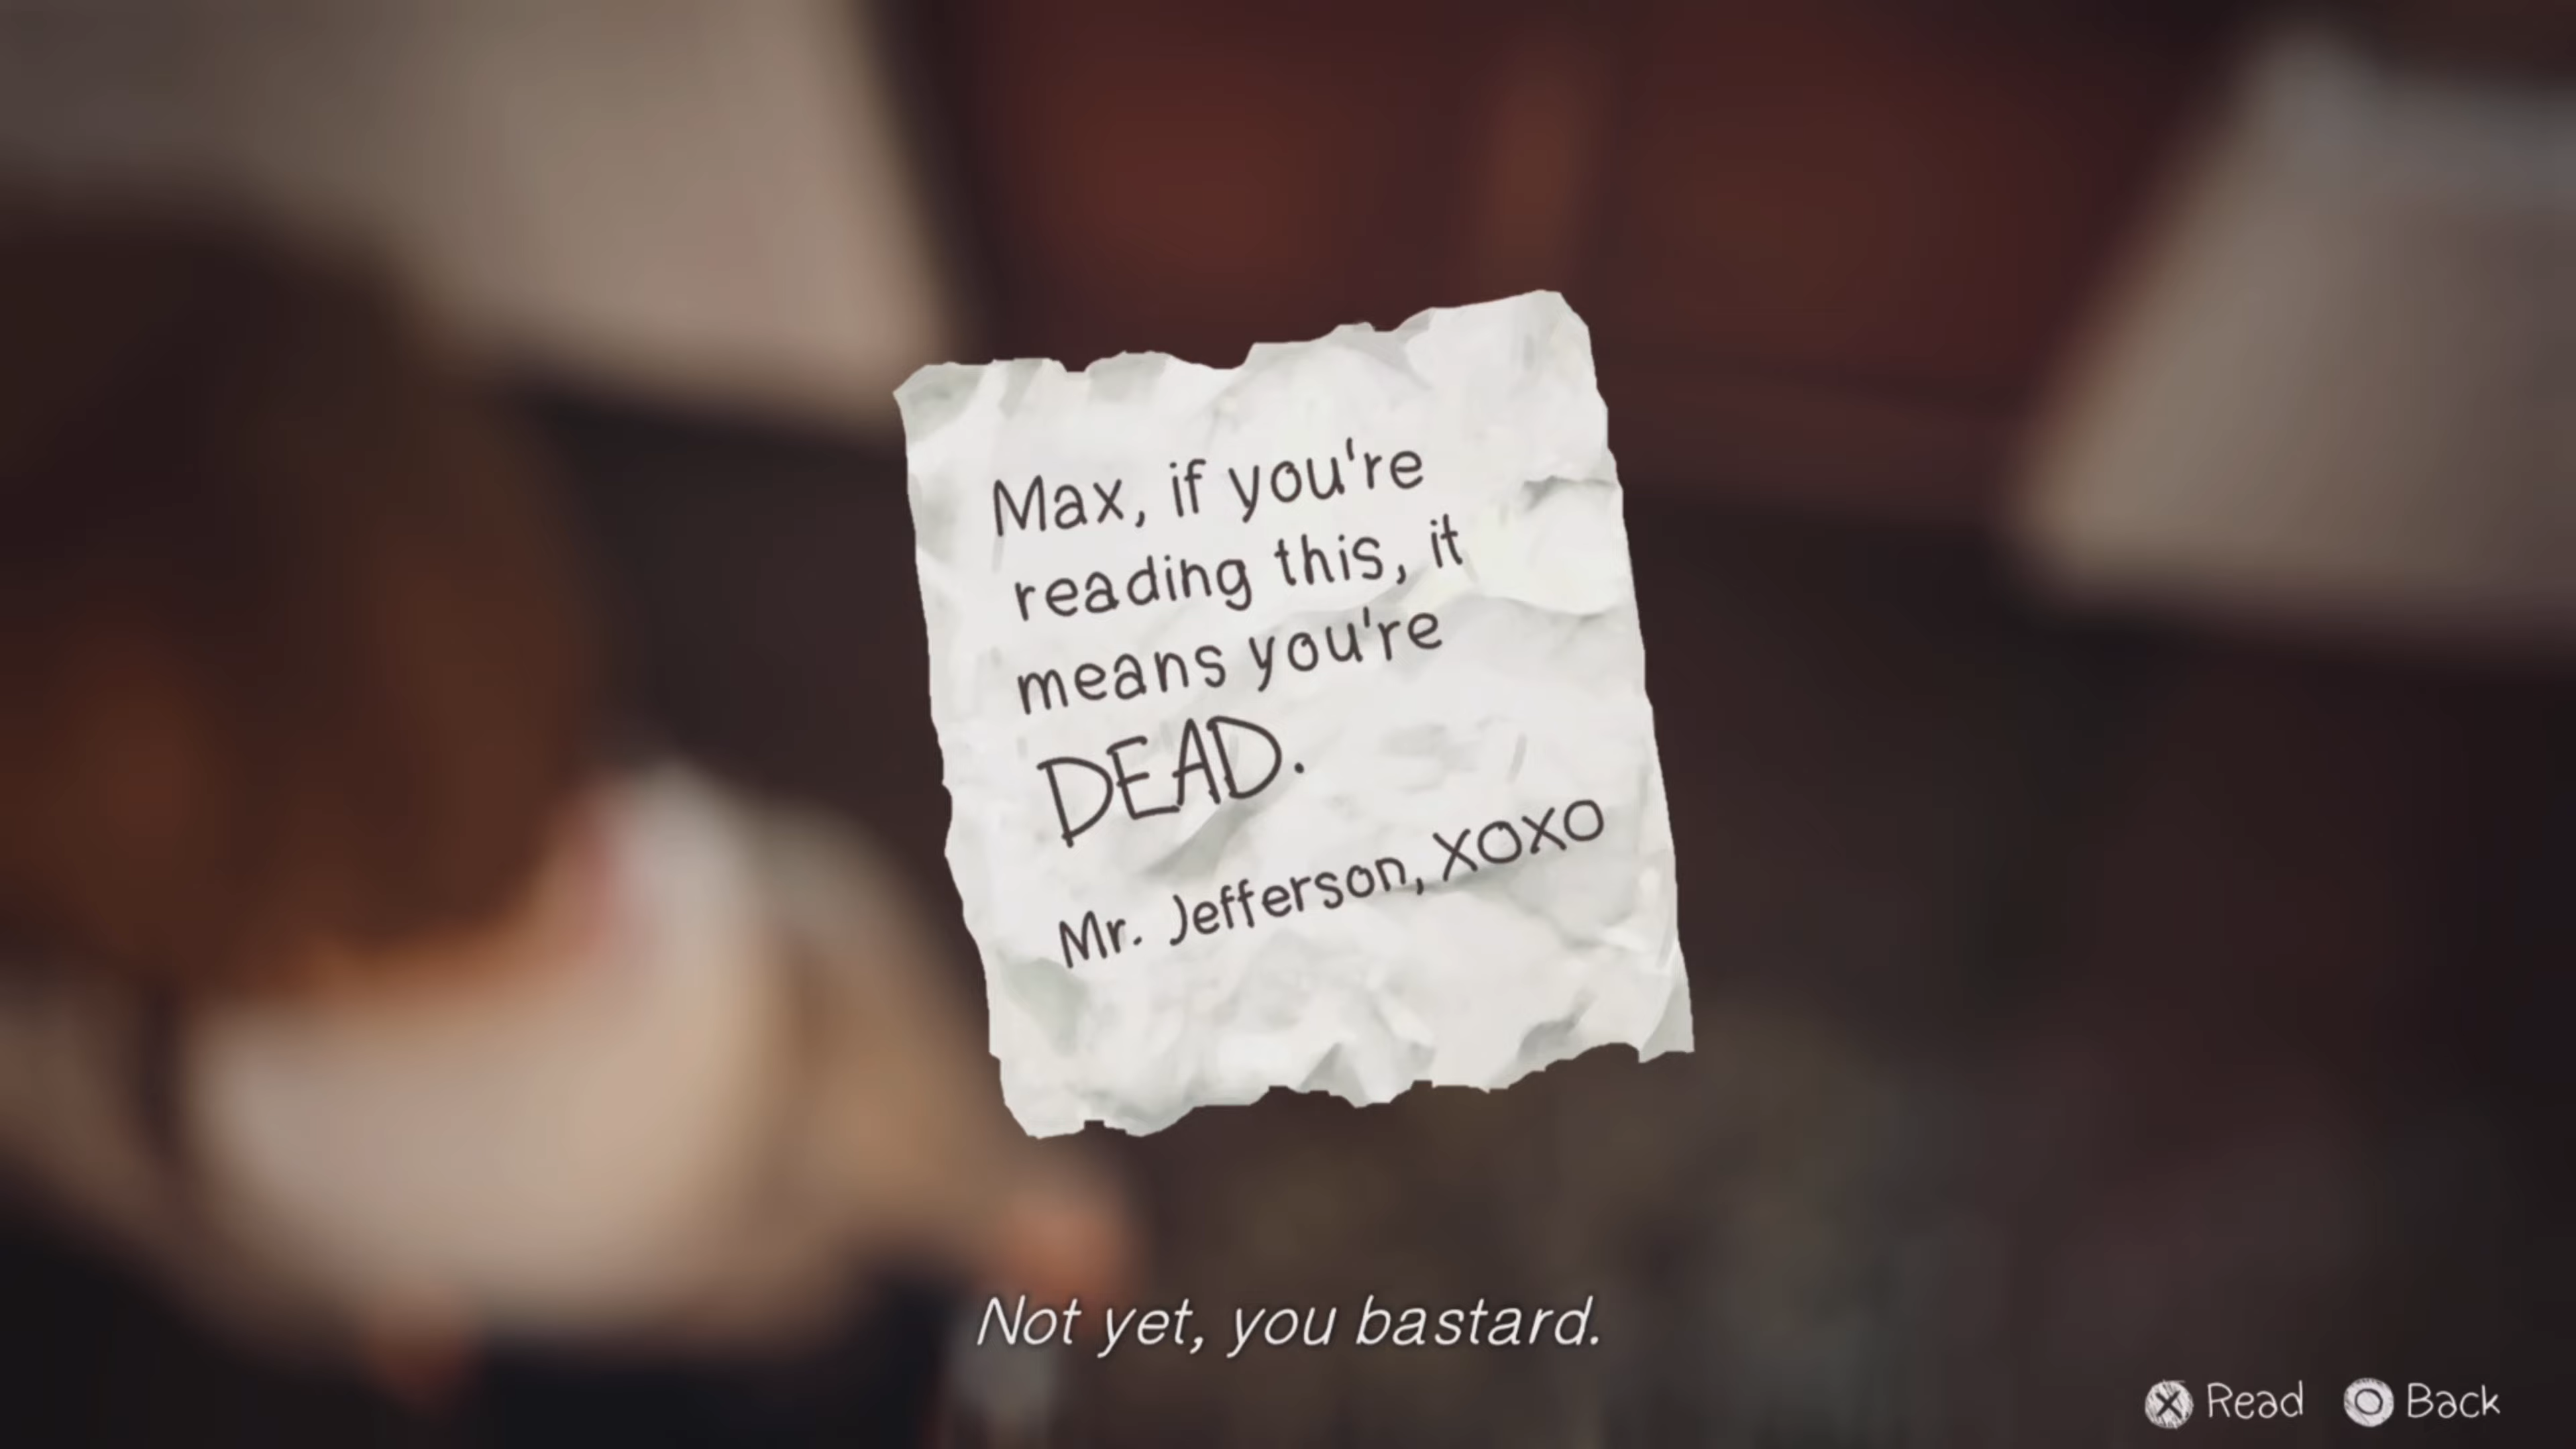 Max, if you're
reading this, it
means you're
DEAD.
Mr. Jefferson, XOXO
Not yet, you bastard.
Read Back